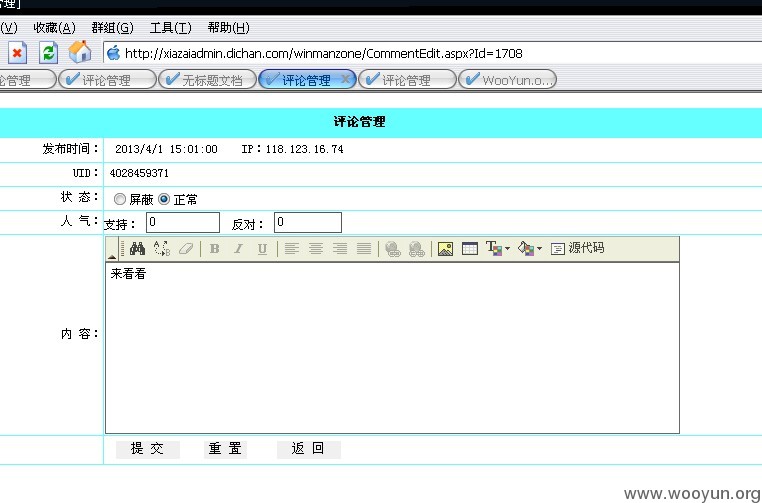 管理]
(V) 收藏(A) 群组(G) 工具(T) 帮助(H)
http://xiazaiadmin.dichan.com/winmanzone/CommentEdit.aspx?Id=1708
论管理 评论管理 无标题文档 评论管理 评论管理 WooYun.o...
评论管理
发布时间： 2013/4/1 15:01:00 IP：118.123.16.74
UID： 4028459371
状 态： 屏蔽 正常
人 气： 支持： 0 反对： 0
B I U 源代码
内 容： 来看看
提 交 重 置 返 回
www.wooyun.org